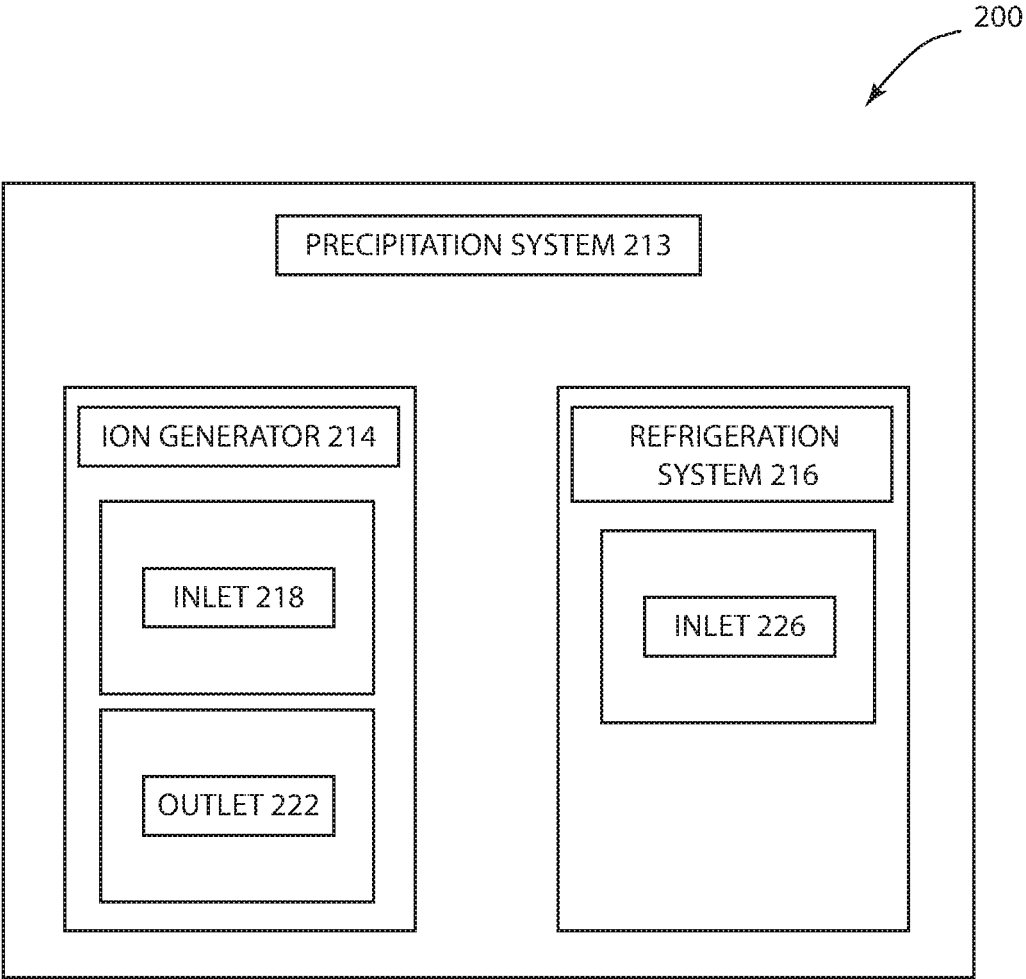 200
PRECIPITATION SYSTEM 213
ION GENERATOR 214
INLET 218
OUTLET 222
REFRIGERATION
SYSTEM 216
INLET 226